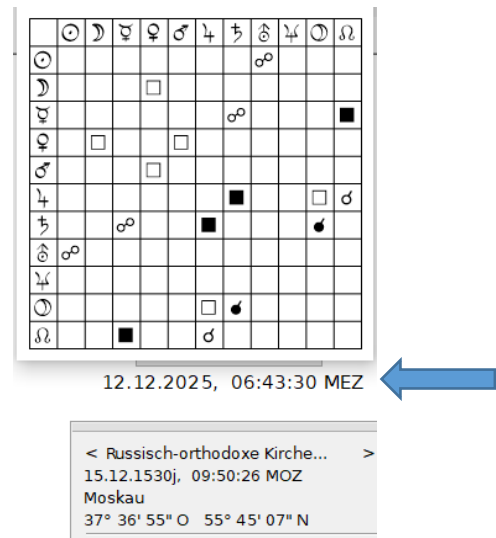 12.12.2025, 06:43:30 MEZ
< Russisch-orthodoxe Kirche... >
15.12.1530j, 09:50:26 MOZ
Moskau
37° 36' 55" O 55° 45' 07" N